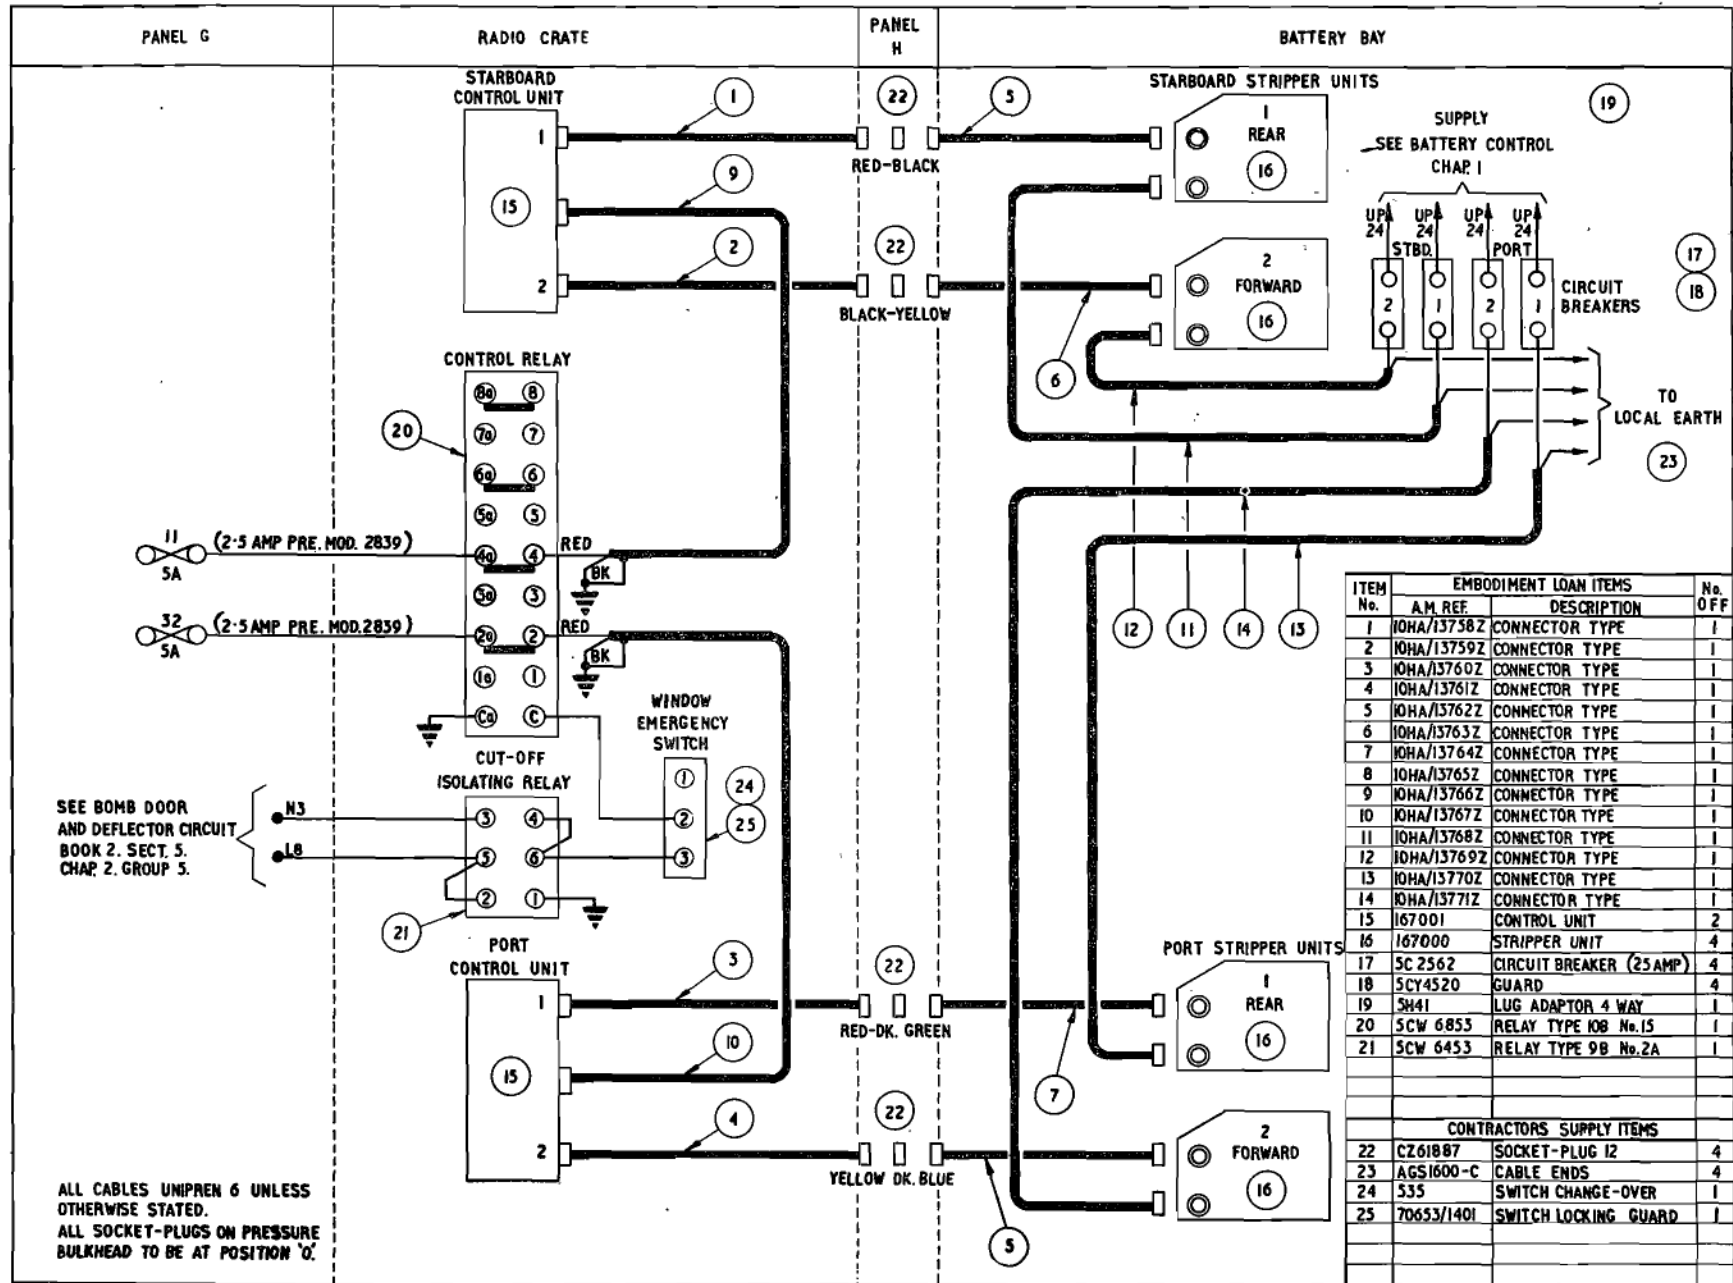 PANEL G
RADIO CRATE
PANEL
H
BATTERY BAY
STARBOARD
CONTROL UNIT
1
15
2
1
9
2
22
RED-BLACK
22
BLACK-YELLOW
5
6
STARBOARD STRIPPER UNITS
1
REAR
16
2
FORWARD
16
19
SUPPLY
SEE BATTERY CONTROL
CHAP. 1
UP
24
UP
24
UP
24
UP
24
STBD.
PORT
2
1
2
1
CIRCUIT
BREAKERS
17
18
TO
LOCAL EARTH
23
12
11
14
13
CONTROL RELAY
20
8a 8
7a 7
6a 6
5a 5
4a 4
3a 3
2a 2
1a 1
Ca C
11
5A
(2·5 AMP PRE. MOD. 2839)
RED
BK
32
5A
(2·5 AMP PRE. MOD. 2839)
RED
BK
WINDOW
EMERGENCY
SWITCH
1
2
3
24
25
CUT-OFF
ISOLATING RELAY
3 4
5 6
2 1
21
SEE BOMB DOOR
AND DEFLECTOR CIRCUIT
BOOK 2. SECT. 5.
CHAP. 2. GROUP 5.
N3
L8
PORT
CONTROL UNIT
1
15
2
3
10
4
22
RED-DK. GREEN
22
YELLOW DK. BLUE
7
5
PORT STRIPPER UNITS
1
REAR
16
2
FORWARD
16
ALL CABLES UNIPREN 6 UNLESS
OTHERWISE STATED.
ALL SOCKET-PLUGS ON PRESSURE
BULKHEAD TO BE AT POSITION 'O'.
ITEM No. EMBODIMENT LOAN ITEMS No. OFF
A.M. REF. DESCRIPTION
1 10HA/13758Z CONNECTOR TYPE 1
2 10HA/13759Z CONNECTOR TYPE 1
3 10HA/13760Z CONNECTOR TYPE 1
4 10HA/13761Z CONNECTOR TYPE 1
5 10HA/13762Z CONNECTOR TYPE 1
6 10HA/13763Z CONNECTOR TYPE 1
7 10HA/13764Z CONNECTOR TYPE 1
8 10HA/13765Z CONNECTOR TYPE 1
9 10HA/13766Z CONNECTOR TYPE 1
10 10HA/13767Z CONNECTOR TYPE 1
11 10HA/13768Z CONNECTOR TYPE 1
12 10HA/13769Z CONNECTOR TYPE 1
13 10HA/13770Z CONNECTOR TYPE 1
14 10HA/13771Z CONNECTOR TYPE 1
15 167001 CONTROL UNIT 2
16 167000 STRIPPER UNIT 4
17 5C 2562 CIRCUIT BREAKER (25 AMP) 4
18 5CY4520 GUARD 4
19 5H41 LUG ADAPTOR 4 WAY 1
20 5CW 6853 RELAY TYPE 10B No.15 1
21 5CW 6453 RELAY TYPE 9B No.2A 1
CONTRACTORS SUPPLY ITEMS
22 CZ61887 SOCKET-PLUG 12 4
23 AGS1600-C CABLE ENDS 4
24 535 SWITCH CHANGE-OVER 1
25 70653/1401 SWITCH LOCKING GUARD 1